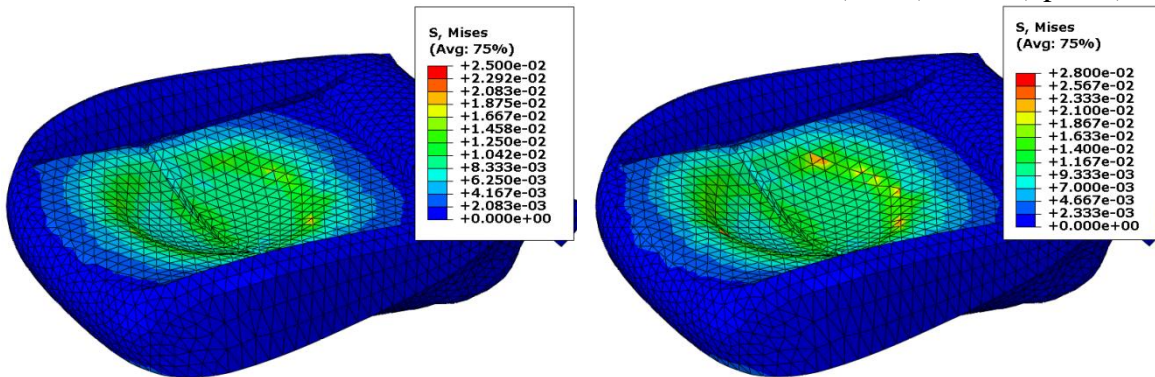 S, Mises
(Avg: 75%)
+2.500e-02
+2.292e-02
+2.083e-02
+1.875e-02
+1.667e-02
+1.458e-02
+1.250e-02
+1.042e-02
+8.333e-03
+6.250e-03
+4.167e-03
+2.083e-03
+0.000e+00
S, Mises
(Avg: 75%)
+2.800e-02
+2.567e-02
+2.333e-02
+2.100e-02
+1.867e-02
+1.633e-02
+1.400e-02
+1.167e-02
+9.333e-03
+7.000e-03
+4.667e-03
+2.333e-03
+0.000e+00